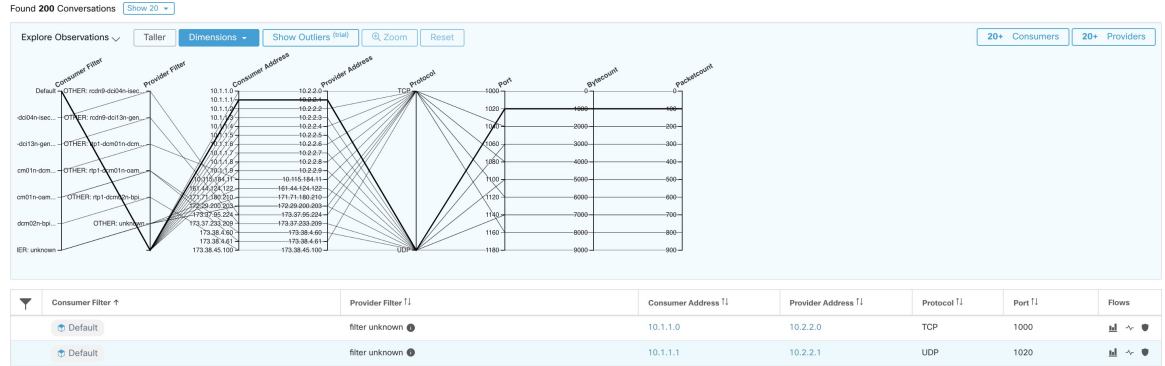 Found 200 Conversations Show 20
Explore Observations Taller Dimensions Show Outliers (trial) Zoom Reset 20+ Consumers 20+ Providers
Consumer Filter Provider Filter Consumer Address Provider Address Protocol Port Bytecount Packetcount
Default OTHER: rcdn9-dci04n-isec... 10.1.1.0 10.2.2.0 TCP 1000 0 0
10.1.1.1 10.2.2.1
10.1.1.2 10.2.2.2 1020 1000 100
-dci04n-isec... OTHER: rcdn9-dci13n-gen... 10.1.1.3 10.2.2.3
10.1.1.4 10.2.2.4 1040 2000 200
10.1.1.5 10.2.2.5
-dci13n-gen... OTHER: rtp1-dcm01n-dcm... 10.1.1.6 10.2.2.6 3000 300
10.1.1.7 10.2.2.7 1060
10.1.1.8 10.2.2.8 1080 4000 400
cm01n-dcm... OTHER: rtp1-dcm01n-oam... 10.1.1.9 10.2.2.9
10.115.184.11 10.115.184.11 1100 5000 500
161.44.124.122 161.44.124.122
cm01n-oam... OTHER: rtp1-dcm02n-bpi... 171.71.180.210 171.71.180.210 1120 6000 600
172.29.200.203 172.29.200.203
173.37.95.224 173.37.95.224 1140 7000 700
dcm02n-bpi... OTHER: unknown 173.37.233.209 173.37.233.209
173.38.4.60 173.38.4.60 1160 8000 800
173.38.4.61 173.38.4.61
IER: unknown 173.38.45.100 173.38.45.100 UDP 1180 9000 900
Consumer Filter ↑ Provider Filter ↑↓ Consumer Address ↑↓ Provider Address ↑↓ Protocol ↑↓ Port ↑↓ Flows
Default filter unknown 10.1.1.0 10.2.2.0 TCP 1000
Default filter unknown 10.1.1.1 10.2.2.1 UDP 1020